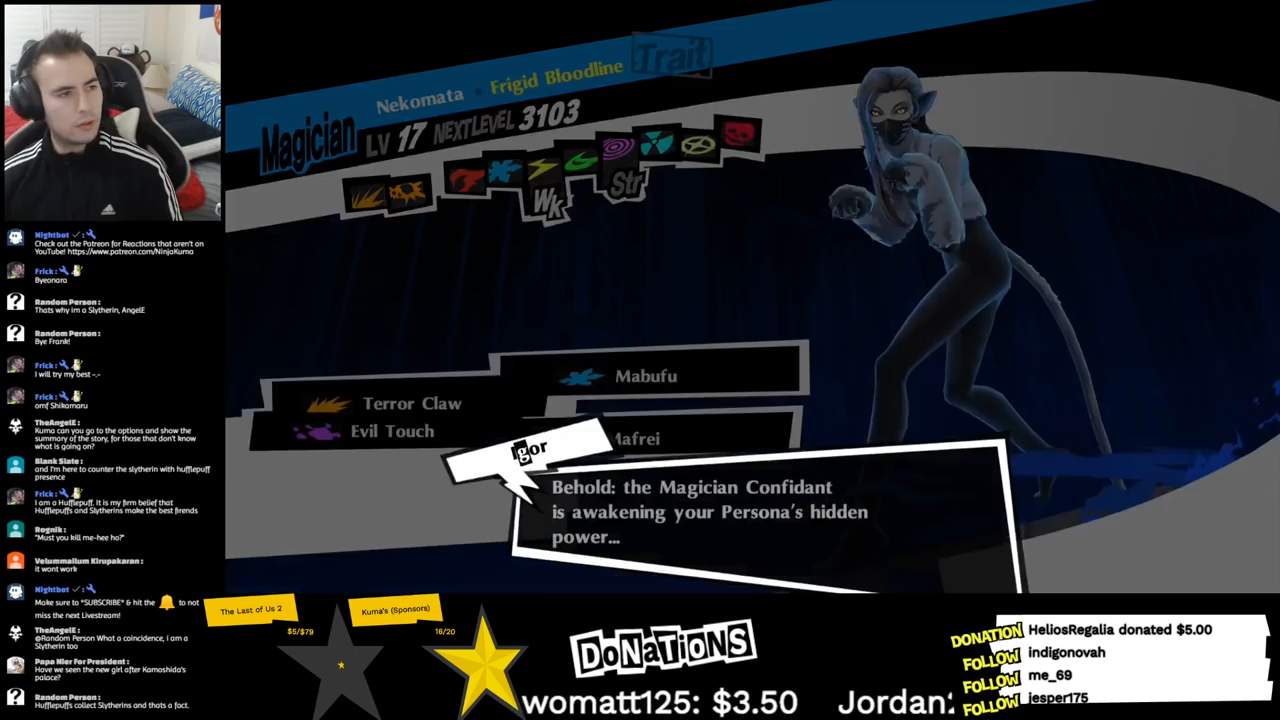 Trait
Nekomata · Frigid Bloodline
Magician LV 17 NEXT LEVEL 3103
Wk
Str
Mabufu
Terror Claw
Evil Touch
Mafrei
Igor
Behold: the Magician Confidant
is awakening your Persona's hidden
power...
Nightbot ✓ :
Check out the Patreon for Reactions that aren't on
YouTube! https://www.patreon.com/NinjaKuma
Frick :
Byeonara
Random Person :
Thats why im a Slytherin, AngelE
Random Person :
Bye Frank!
Frick :
I will try my best -.-
Frick :
omf Shikamaru
TheAngelE :
Kuma can you go to the options and show the
summary of the story, for those that don't know
what is going on?
Blank Slate :
and I'm here to counter the slytherin with hufflepuff
presence
Frick :
I am a Hufflepuff. It is my firm belief that
Hufflepuffs and Slytherins make the best firends
Rognik :
"Must you kill me-hee ho?"
Velummailum Kirupakaran :
it wont work
Nightbot ✓ :
Make sure to *SUBSCRIBE* & hit the 🔔 to not
miss the next Livestream!
TheAngelE :
@Random Person What a coincidence, i am a
Slytherin too
Papa Nier For President :
Have we seen the new girl after Kamoshida's
palace?
Random Person :
Hufflepuffs collect Slytherins and thats a fact.
The Last of Us 2
$5/$79
Kuma's (Sponsors)
16/20
DONATIONS
womatt125: $3.50 Jordan
DONATION HeliosRegalia donated $5.00
FOLLOW indigonovah
FOLLOW me_69
FOLLOW jesper175